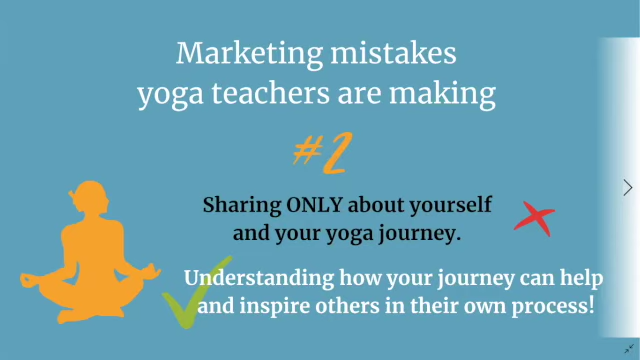 Marketing mistakes
yoga teachers are making
#2
Sharing ONLY about yourself
and your yoga journey.
Understanding how your journey can help
and inspire others in their own process!